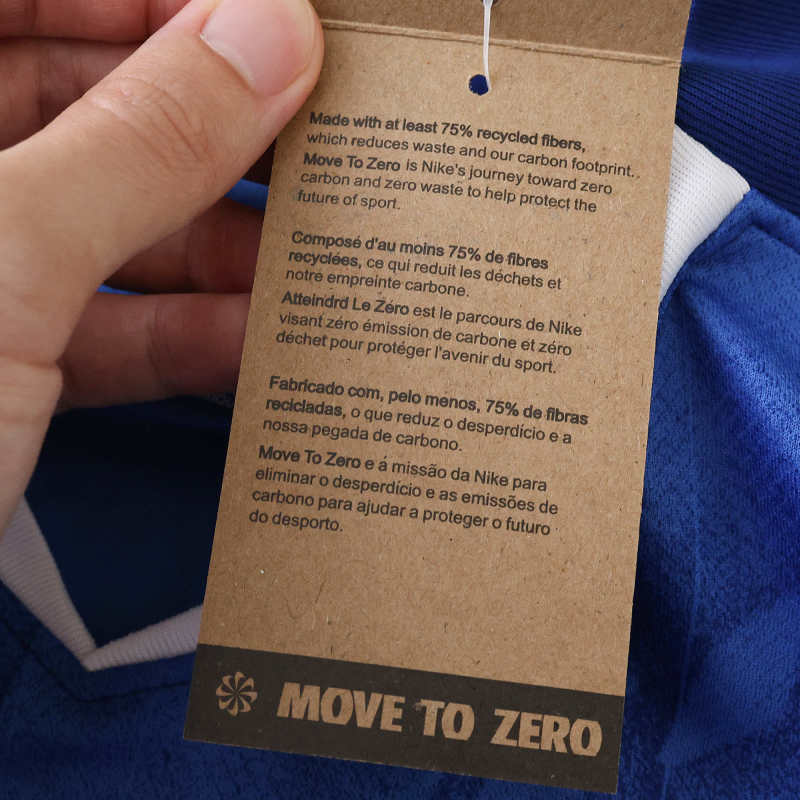 Made with at least 75% recycled fibers,
which reduces waste and our carbon footprint..
Move To Zero is Nike's journey toward zero
carbon and zero waste to help protect the
future of sport.
Composé d'au moins 75% de fibres
recyclées, ce qui reduit les déchets et
notre empreinte carbone.
Atteindrd Le Zéro est le parcours de Nike
visant zéro émission de carbone et zéro
déchet pour protéger l'avenir du sport.
Fabricado com, pelo menos, 75% de fibras
recicladas, o que reduz o desperdício e a
nossa pegada de carbono.
Move To Zero e á missão da Nike para
eliminar o desperdício e as emissões de
carbono para ajudar a proteger o futuro
do desporto.
MOVE TO ZERO